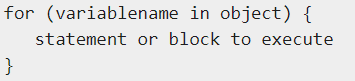 for (variablename in object) {
   statement or block to execute
}